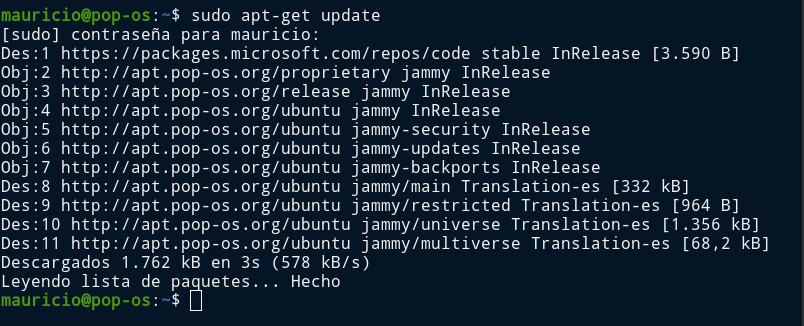 mauricio@pop-os:~$ sudo apt-get update
[sudo] contraseña para mauricio:
Des:1 https://packages.microsoft.com/repos/code stable InRelease [3.590 B]
Obj:2 http://apt.pop-os.org/proprietary jammy InRelease
Obj:3 http://apt.pop-os.org/release jammy InRelease
Obj:4 http://apt.pop-os.org/ubuntu jammy InRelease
Obj:5 http://apt.pop-os.org/ubuntu jammy-security InRelease
Obj:6 http://apt.pop-os.org/ubuntu jammy-updates InRelease
Obj:7 http://apt.pop-os.org/ubuntu jammy-backports InRelease
Des:8 http://apt.pop-os.org/ubuntu jammy/main Translation-es [332 kB]
Des:9 http://apt.pop-os.org/ubuntu jammy/restricted Translation-es [964 B]
Des:10 http://apt.pop-os.org/ubuntu jammy/universe Translation-es [1.356 kB]
Des:11 http://apt.pop-os.org/ubuntu jammy/multiverse Translation-es [68,2 kB]
Descargados 1.762 kB en 3s (578 kB/s)
Leyendo lista de paquetes... Hecho
mauricio@pop-os:~$